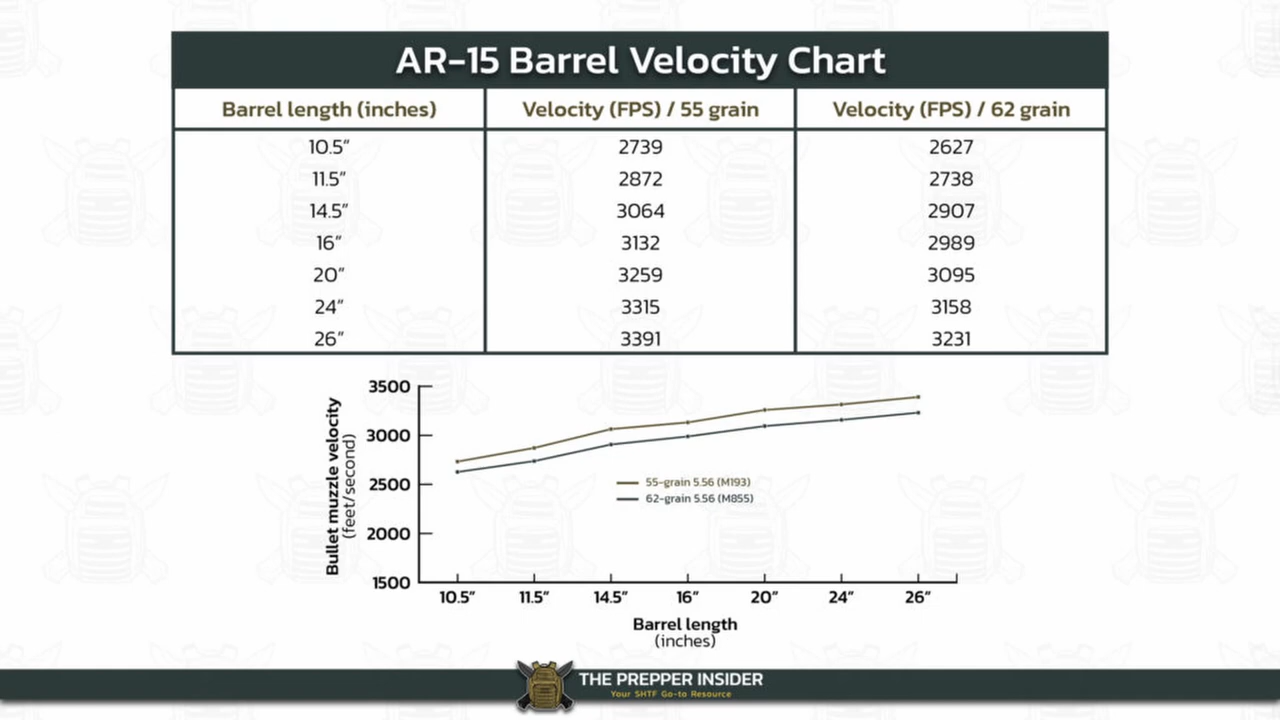 AR-15 Barrel Velocity Chart
Barrel length (inches) Velocity (FPS) / 55 grain Velocity (FPS) / 62 grain
10.5" 2739 2627
11.5" 2872 2738
14.5" 3064 2907
16" 3132 2989
20" 3259 3095
24" 3315 3158
26" 3391 3231
Bullet muzzle velocity
(feet/second)
3500
3000
2500
2000
1500
55-grain 5.56 (M193)
62-grain 5.56 (M855)
10.5" 11.5" 14.5" 16" 20" 24" 26"
Barrel length
(inches)
THE PREPPER INSIDER
Your SHTF Go-to Resource